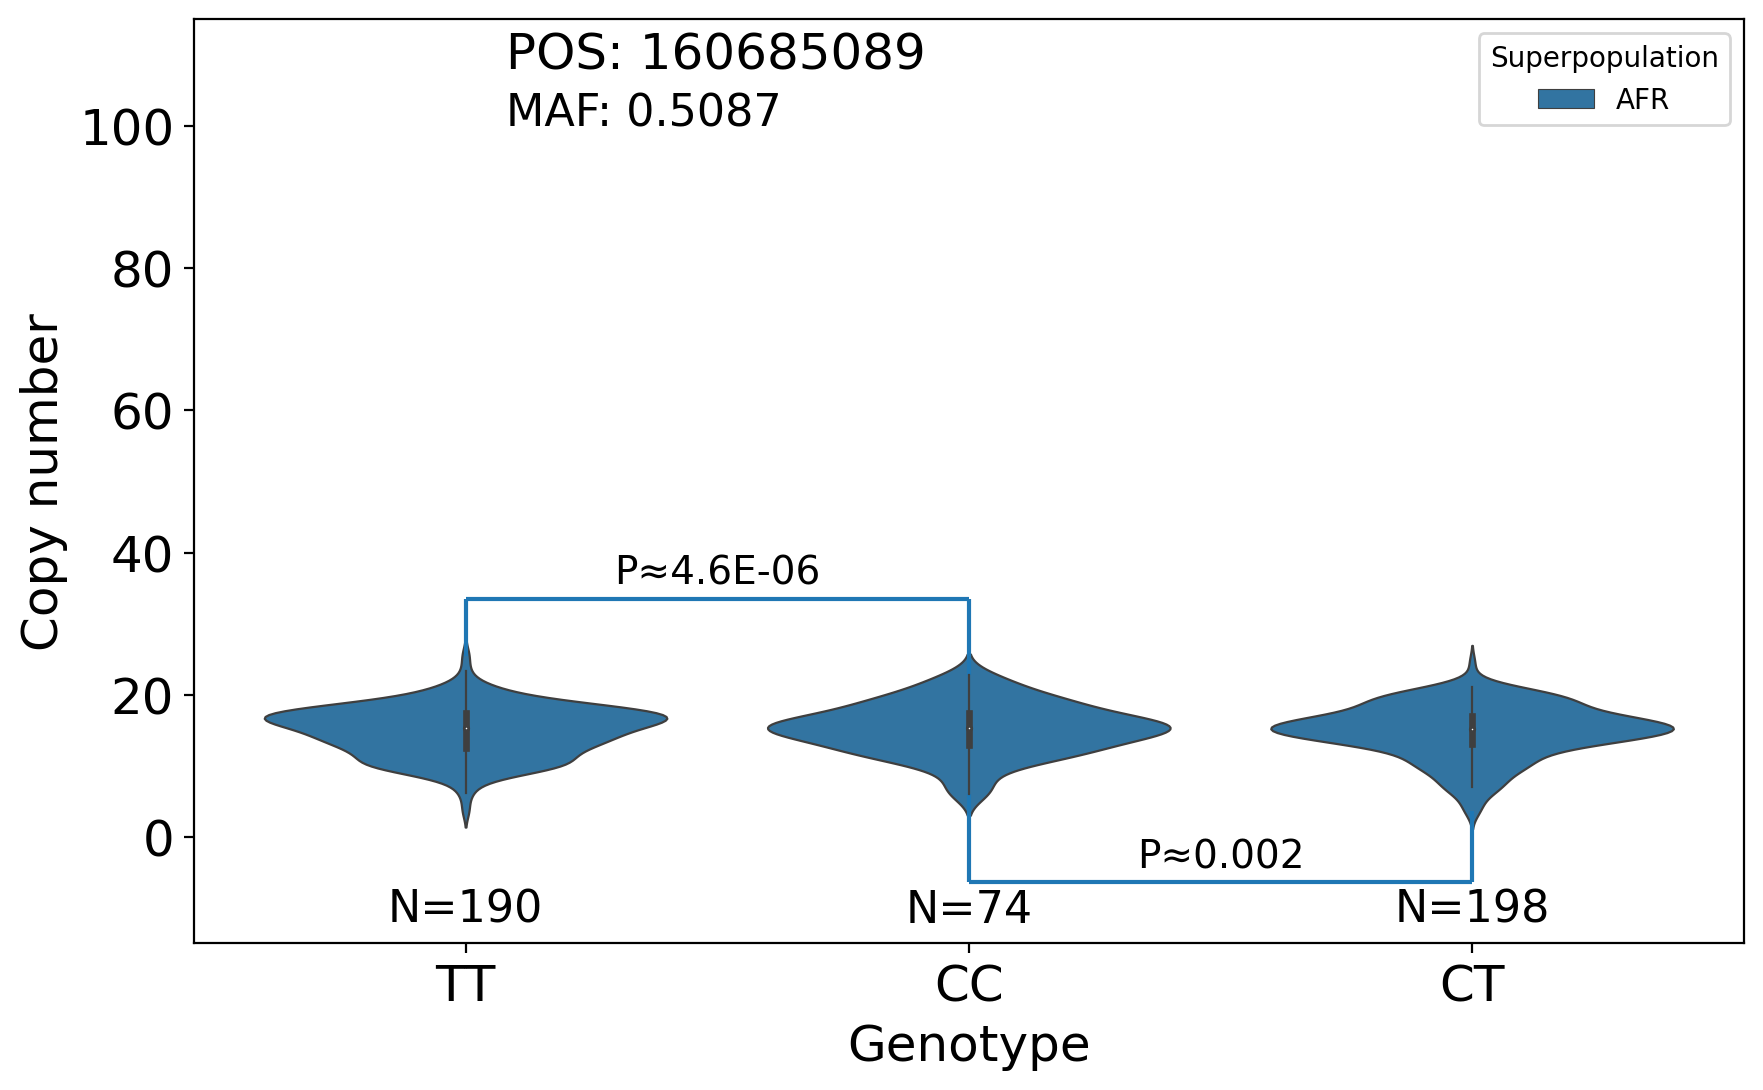 POS: 160685089
MAF: 0.5087
Superpopulation
AFR
Copy number
100
80
60
40
20
0
P≈4.6E-06
P≈0.002
N=190
N=74
N=198
TT
CC
CT
Genotype